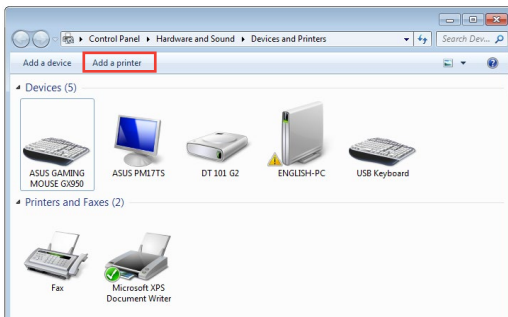 Control Panel ▸ Hardware and Sound ▸ Devices and Printers
Search Dev...
Add a device
Add a printer
Devices (5)
ASUS GAMING
MOUSE GX950
ASUS PM17TS
DT 101 G2
ENGLISH-PC
USB Keyboard
Printers and Faxes (2)
Fax
Microsoft XPS
Document Writer